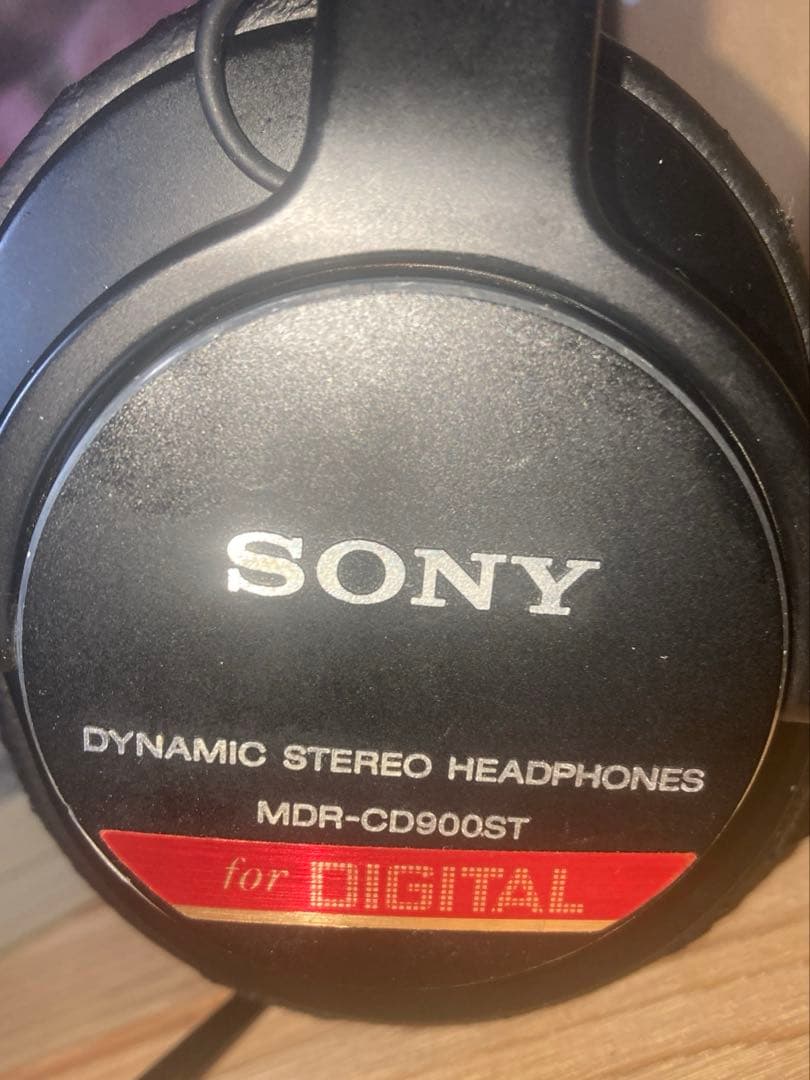 SONY
DYNAMIC STEREO HEADPHONES
MDR-CD900ST
for DIGITAL